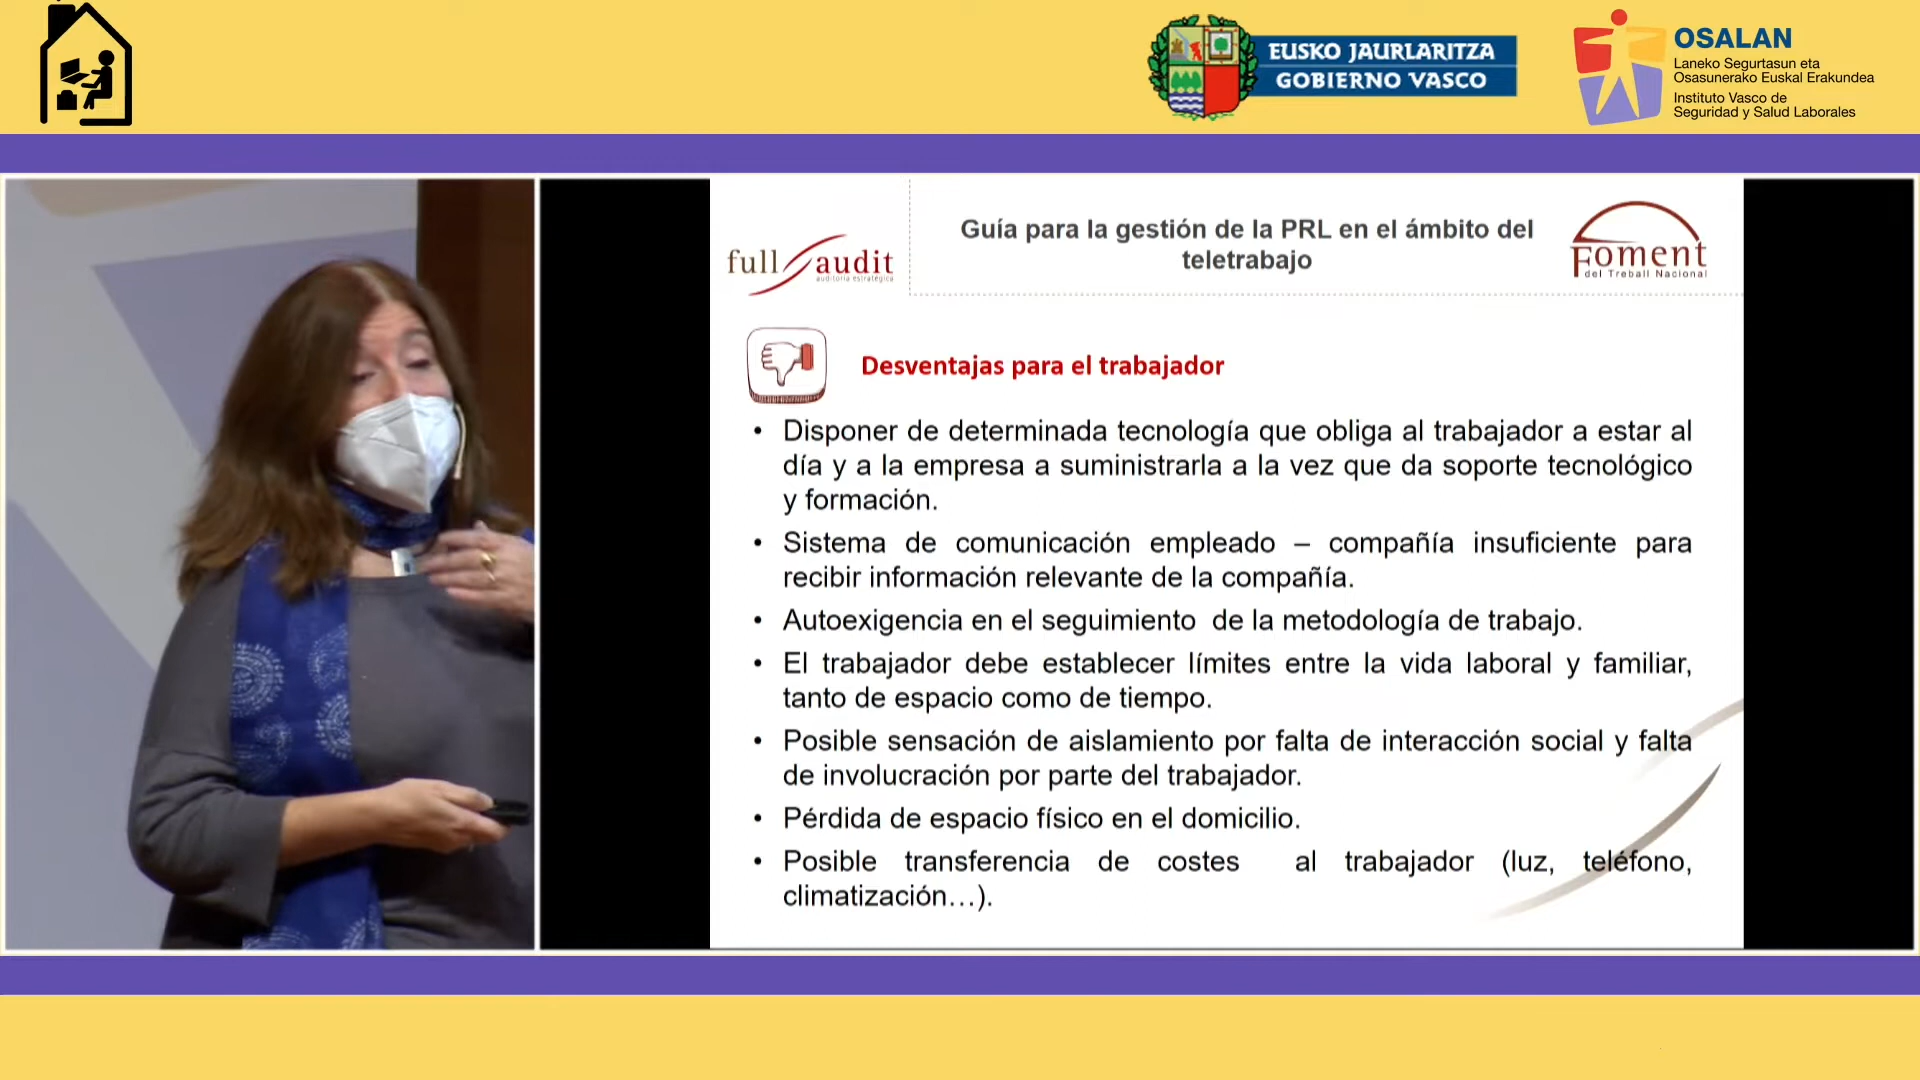 EUSKO JAURLARITZA
GOBIERNO VASCO
OSALAN
Laneko Segurtasun eta
Osasunerako Euskal Erakundea
Instituto Vasco de
Seguridad y Salud Laborales
full audit
auditoría estratégica
Guía para la gestión de la PRL en el ámbito del
teletrabajo
Foment
del Treball Nacional
Desventajas para el trabajador
• Disponer de determinada tecnología que obliga al trabajador a estar al
día y a la empresa a suministrarla a la vez que da soporte tecnológico
y formación.
• Sistema de comunicación empleado – compañía insuficiente para
recibir información relevante de la compañía.
• Autoexigencia en el seguimiento de la metodología de trabajo.
• El trabajador debe establecer límites entre la vida laboral y familiar,
tanto de espacio como de tiempo.
• Posible sensación de aislamiento por falta de interacción social y falta
de involucración por parte del trabajador.
• Pérdida de espacio físico en el domicilio.
• Posible transferencia de costes al trabajador (luz, teléfono,
climatización…).